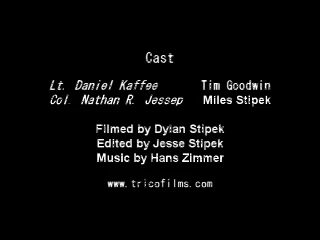 Cast
Lt. Daniel Kaffee Tim Goodwin
Col. Nathan R. Jessep Miles Stipek
Filmed by Dylan Stipek
Edited by Jesse Stipek
Music by Hans Zimmer
www.tricofilms.com